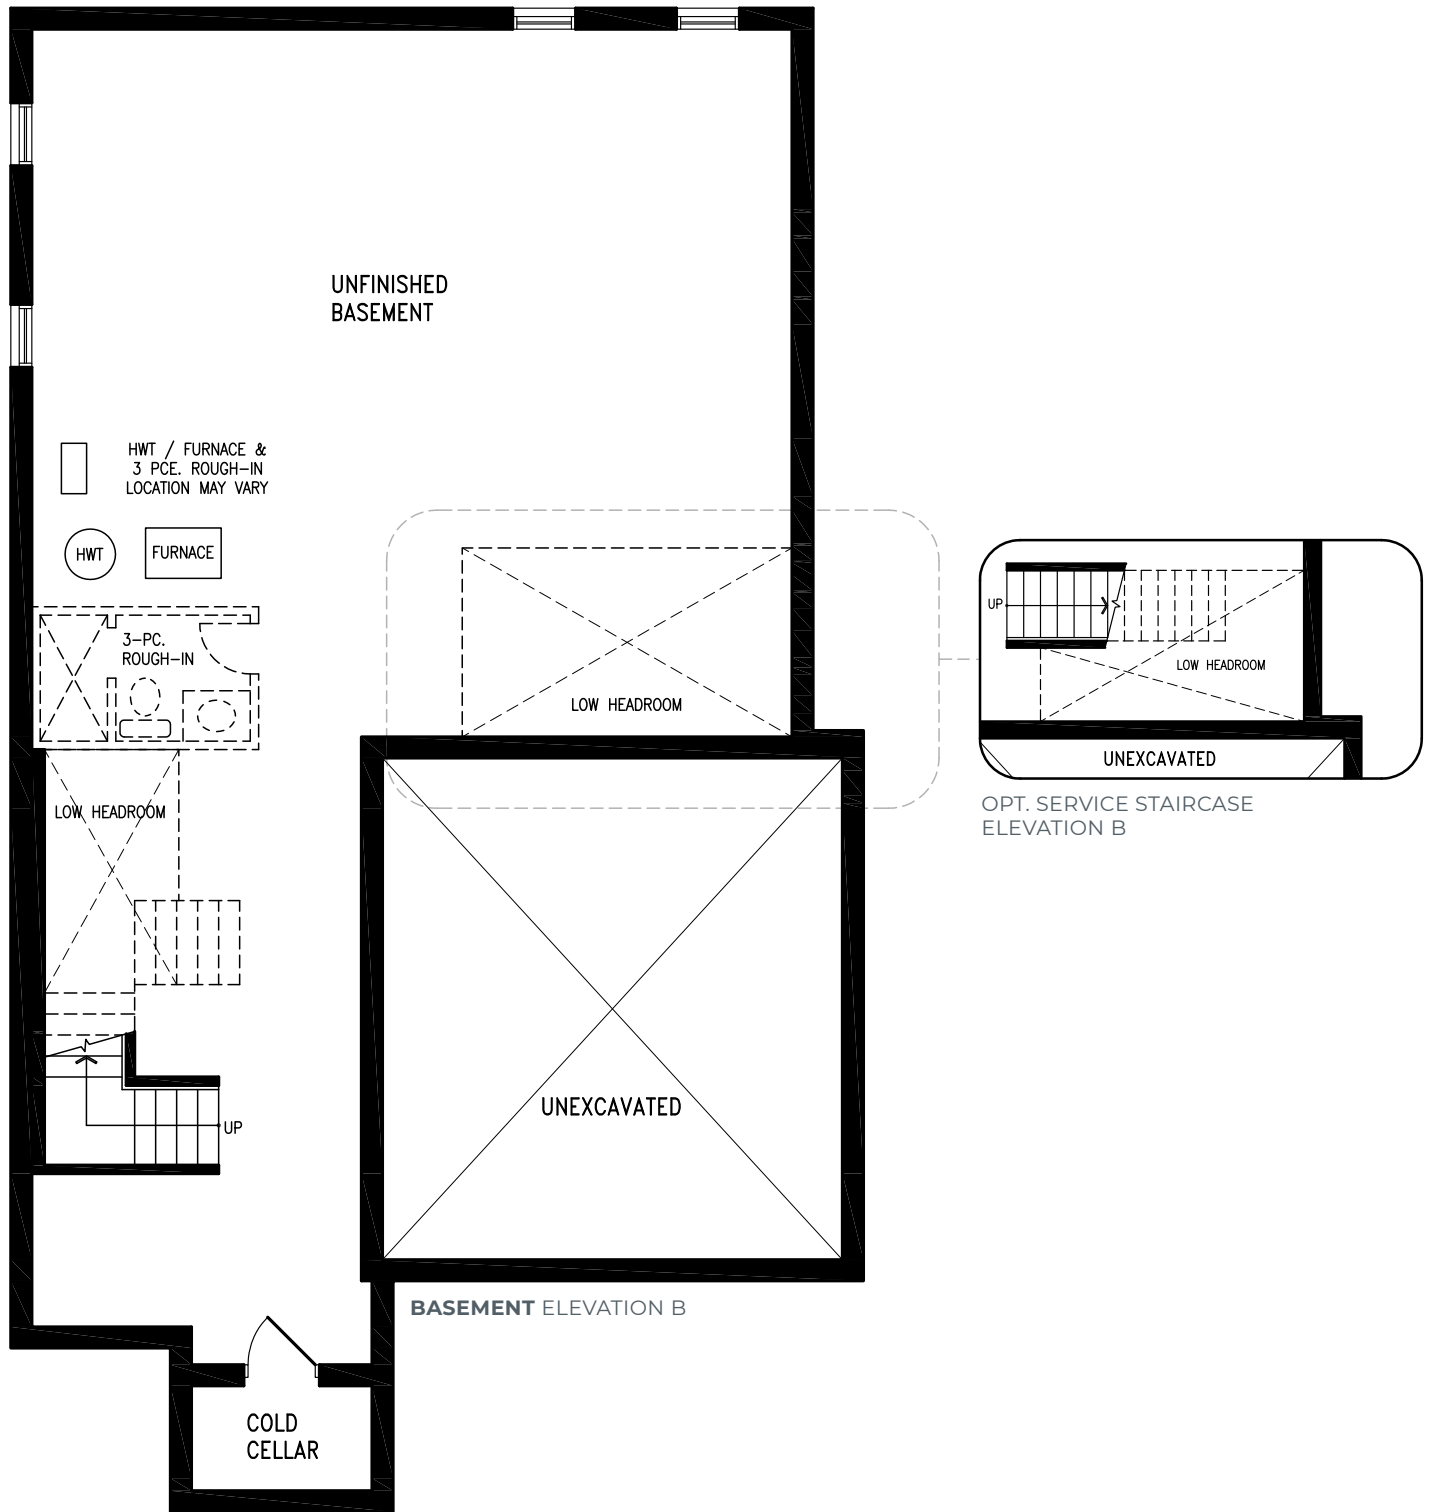 UNFINISHED
BASEMENT
HWT / FURNACE &
3 PCE. ROUGH-IN
LOCATION MAY VARY
HWT
FURNACE
3-PC.
ROUGH-IN
LOW HEADROOM
LOW HEADROOM
UP
UNEXCAVATED
BASEMENT ELEVATION B
COLD
CELLAR
UP
LOW HEADROOM
UNEXCAVATED
OPT. SERVICE STAIRCASE
ELEVATION B